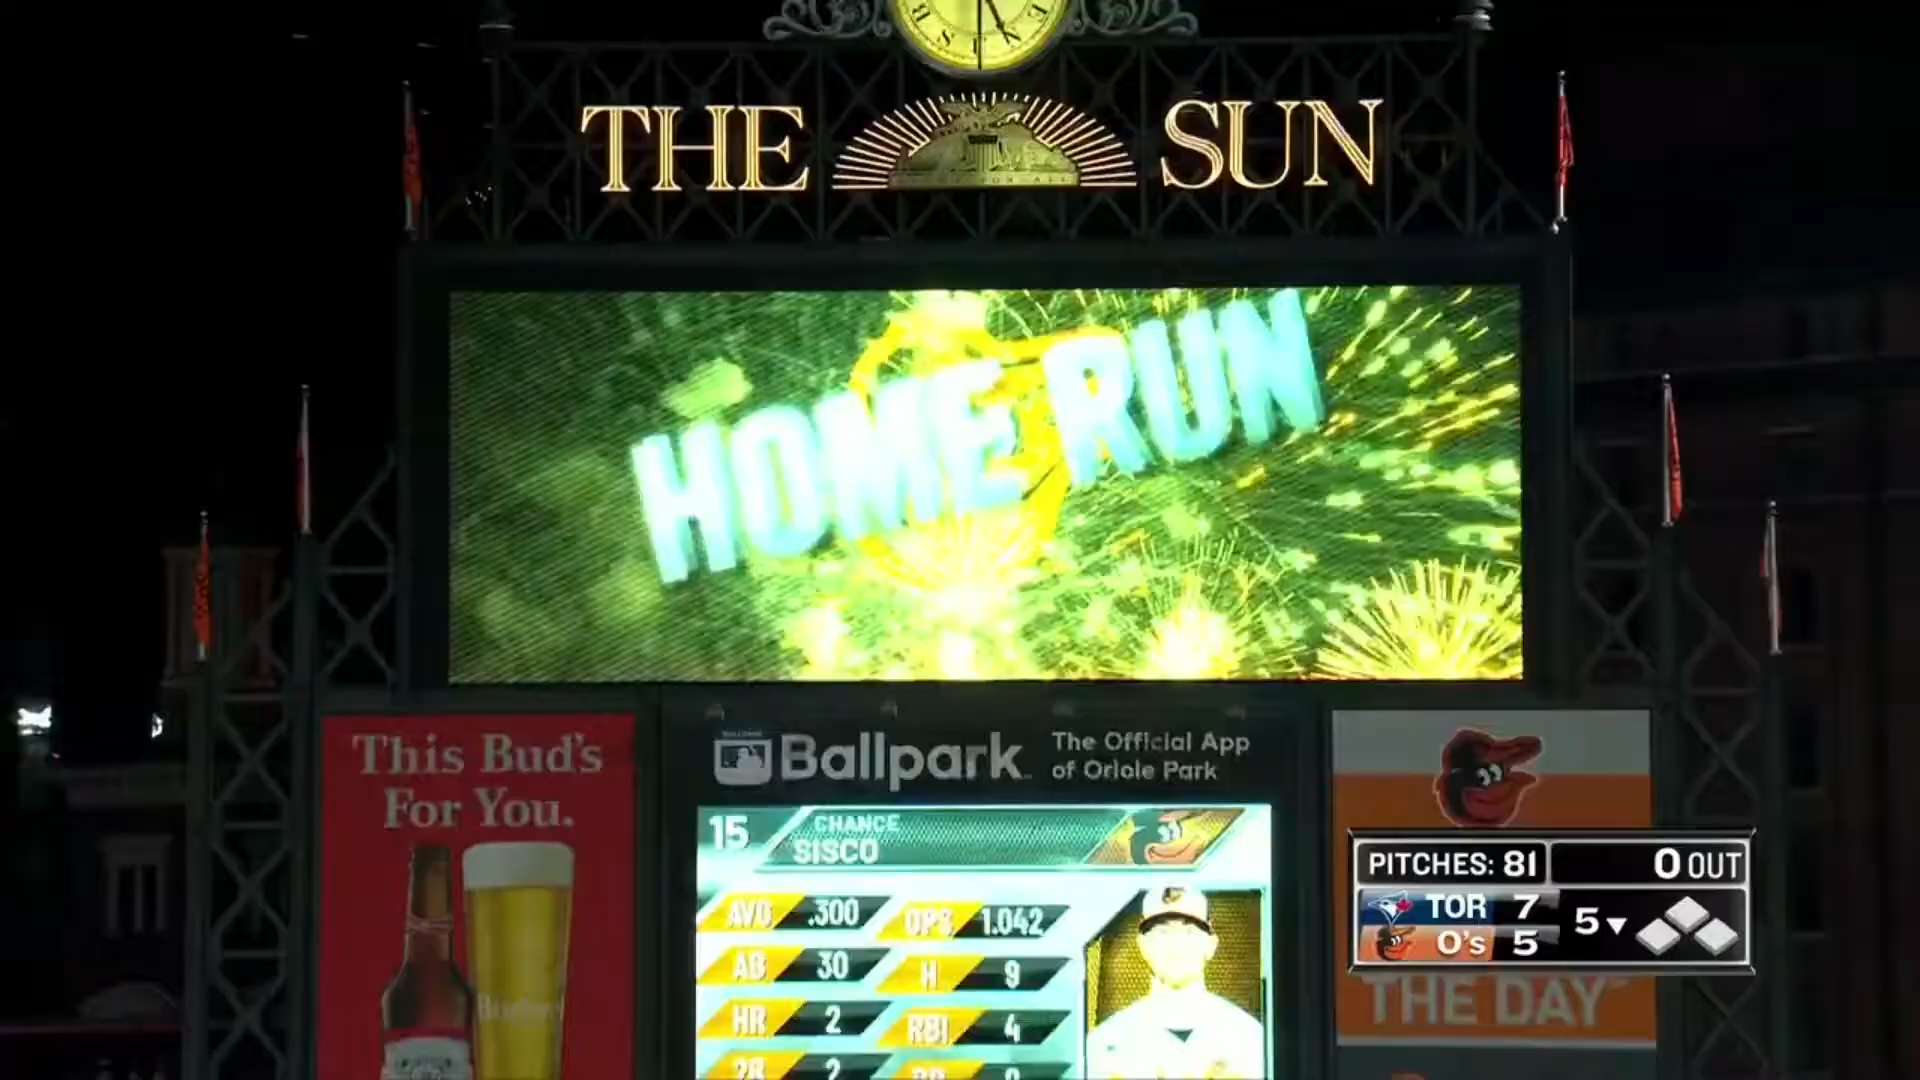 THE SUN
HOME RUN
This Bud's
For You.
Ballpark
The Official App
of Oriole Park
15
CHANCE
SISCO
AVG .300 OPS 1.042
AB 30 H 9
HR 2 RBI 4
2B 2
PITCHES: 81 0 OUT
TOR 7
O's 5
5
THE DAY